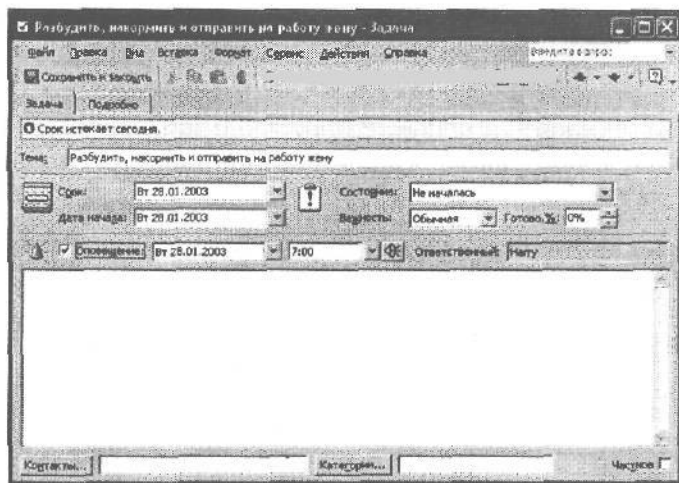 Разбудить, накормить и отправить на работу жену - Задача
Файл Правка Вид Вставка Формат Сервис Действия Справка Введите вопрос
Сохранить и закрыть
Задача Подробно
Срок истекает сегодня.
Тема: Разбудить, накормить и отправить на работу жену
Срок: Вт 28.01.2003 Состояние: Не началась
Дата начала: Вт 28.01.2003 Важность: Обычная Готово,%: 0%
Оповещение: Вт 28.01.2003 7:00 Ответственный: Harry
Контакты... Категории... Частное